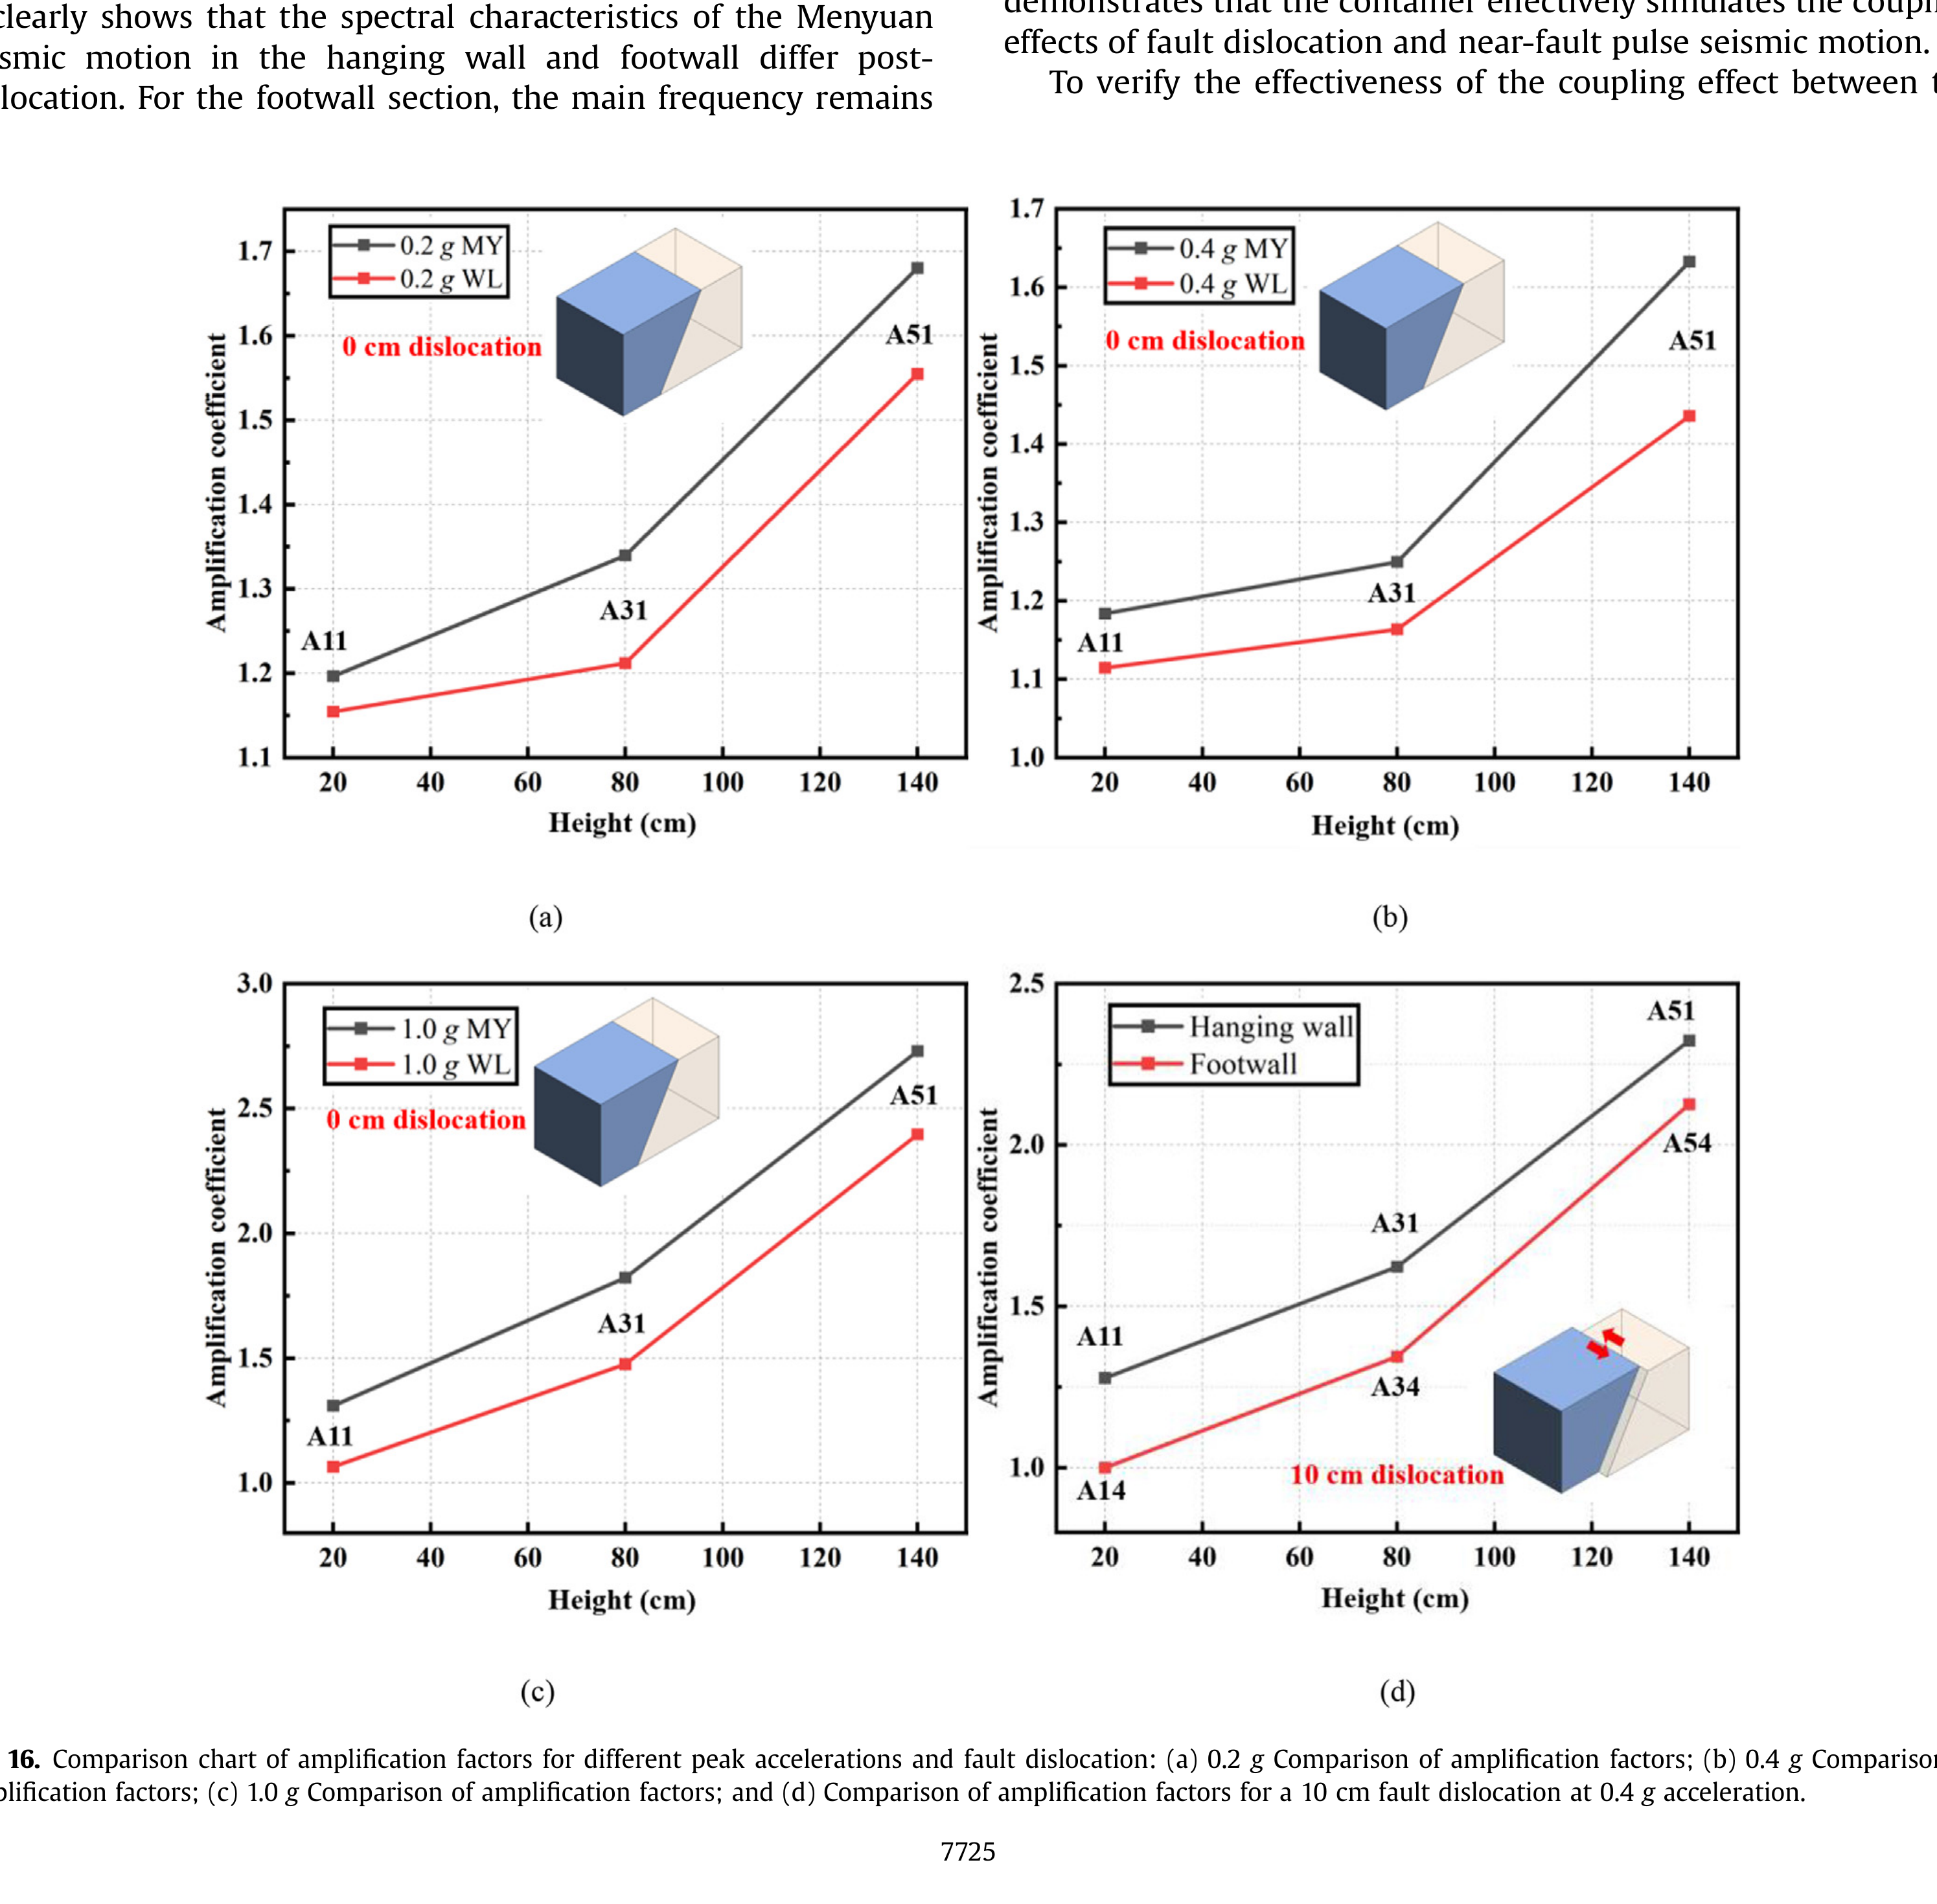 clearly shows that the spectral characteristics of the Menyuan
smic motion in the hanging wall and footwall differ post-
location. For the footwall section, the main frequency remains
effects of fault dislocation and near-fault pulse seismic motion.
To verify the effectiveness of the coupling effect between
1.7
1.6
1.5
1.4
1.3
1.2
1.1
Amplification coefficient
0.2 g MY
0.2 g WL
0 cm dislocation
A11
A31
A51
20 40 60 80 100 120 140
Height (cm)
(a)
1.7
1.6
1.5
1.4
1.3
1.2
1.1
1.0
Amplification coefficient
0.4 g MY
0.4 g WL
0 cm dislocation
A11
A31
A51
20 40 60 80 100 120 140
Height (cm)
(b)
3.0
2.5
2.0
1.5
1.0
Amplification coefficient
1.0 g MY
1.0 g WL
0 cm dislocation
A11
A31
A51
20 40 60 80 100 120 140
Height (cm)
(c)
2.5
2.0
1.5
1.0
Amplification coefficient
Hanging wall
Footwall
A51
A54
A31
A34
A11
A14
10 cm dislocation
20 40 60 80 100 120 140
Height (cm)
(d)
16. Comparison chart of amplification factors for different peak accelerations and fault dislocation: (a) 0.2 g Comparison of amplification factors; (b) 0.4 g Comparison
plification factors; (c) 1.0 g Comparison of amplification factors; and (d) Comparison of amplification factors for a 10 cm fault dislocation at 0.4 g acceleration.
7725